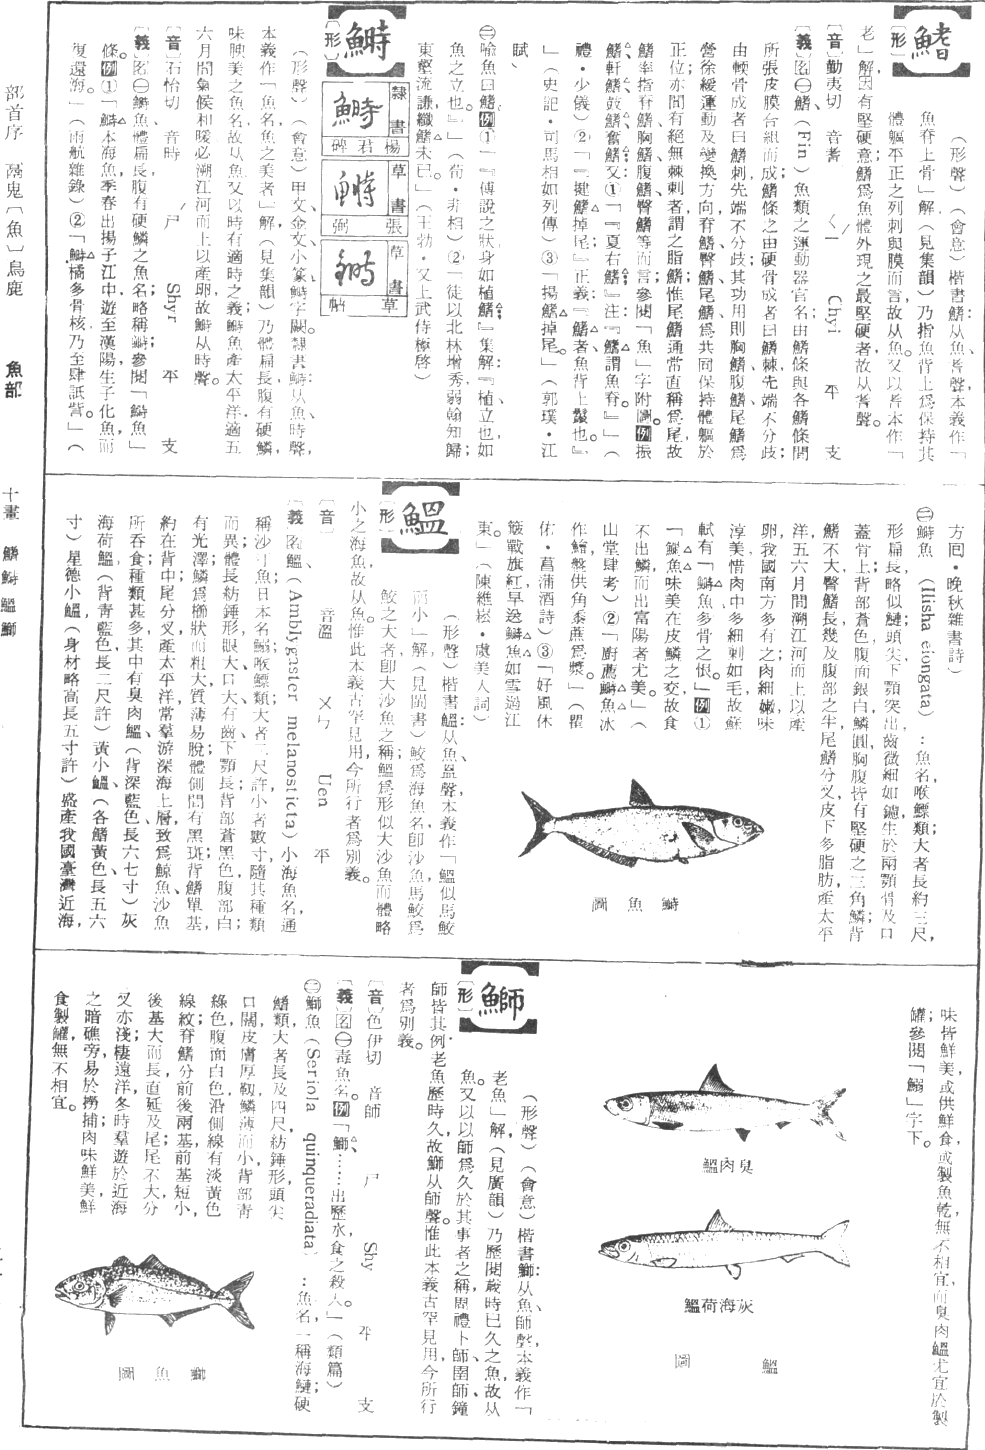 鰭
〔形〕
（形聲）（會意）楷書鰭从魚、耆聲本義作「
魚脊上骨」解（見集韻）乃指魚背上爲保持其
體軀平正之列刺與膜而言故从魚。又以耆本作「
老」解因有堅硬意鰭爲魚體外現之最堅硬者故从耆聲。
〔音〕勤夷切 音耆 ㄑㄧˊ Chyi 平 支
〔義〕名㊀鰭（Fin）魚類之運動器官名由鰭條與各鰭條間
所張皮膜合組而成鰭條之由硬骨成者曰鰭棘先端不分歧；
由輭骨成者曰鰭刺先端不分歧其功用則胸鰭、腹鰭、尾鰭爲
營徐緩運動及變換方向脊鰭、臀鰭、尾鰭爲共同保持體軀於
正位；亦間有絕無棘刺者謂之脂鰭；惟尾鰭通常直稱爲尾故
鰭率指脊鰭、胸鰭、腹鰭、臀鰭等而言參閱「魚」字附圖。例振
鰭、軒鰭、鼓鰭、奮鰭；又①「『夏右鰭』注：『鰭謂魚脊。』」（
禮・少儀）②「『揵鰭掉尾』正義：『鰭者魚背上鬣也。』
」（史記・司馬相如列傳）③「揚鰭掉尾。」（郭璞・江
賦）
㊁喻魚曰鰭例①「『傅說之狀身如植鰭』集解：『植立也如
魚之立也。』」（荀・非相）②「徒以北林增秀弱翰知歸；
東壑流謙纖鰭未已。」（王勃・又上武侍極啓）
鰣
〔形〕
隸書 楊君碑
草書 張弼
草書 草帖
（形聲）（會意）甲文、金文、小篆鰣字闕。隸書鰣：从魚、時聲，
本義作「魚名魚之美者」解（見集韻）乃體扁長腹有硬鱗
味腴美之魚名故从魚又以時有適時之義鰣魚產太平洋、適五
六月間氣候和暖必溯江河而上以產卵故鰣从時聲。
〔音〕石怡切 音時 ㄕˊ Shyr 平 支
〔義〕名㊀鰣魚體扁長腹有硬鱗之魚名略稱鰣參閱「鰣魚」
條。例①「鰣本海魚季春出揚子江中、遊至漢陽生子化魚而
復還海。」（雨航雜錄）②「鰣橘多骨核乃至肆詆訾。」（
方回・晚秋雜書詩）
㊁鰣魚（Ilisha elongata）：魚名喉鰾類大者長約三尺，
形扁長略似鰱頭尖下顎突出齒微細如鑢生於兩顎骨及口
蓋骨上背部蒼色腹面銀白鱗圓胸腹皆有堅硬之三角鱗背
鰭不大臀鰭長幾及腹部之半尾鰭分叉皮下多脂肪產太平
洋五六月間溯江河而上以產
卵我國南方多有之肉細嫩味
淳美惜肉中多細刺如毛故蘇
軾有「鰣魚多骨之恨。」例①
「鰣魚味美在皮鱗之交故食
不出鱗而出富陽者尤美。」（
山堂肆考）②「廚薦鰣魚冰
作鱠盤供角黍蔗爲漿。」（瞿
佑・菖蒲酒詩）③「好風休
簸戰旗紅早送鰣魚如雪過江
東。」（陳維崧・虞美人詞）
圖魚鰣
鰮
〔形〕
（形聲）楷書鰮：从魚、𥁕聲本義作「鰮似馬鮫
而小」解（見閩書）鮫爲海魚名卽沙魚馬鮫爲
鮫之大者卽大沙魚之稱；鰮爲形似大沙魚而體略
小之海魚故从魚。惟此本義古罕見用今所行者爲別義。
〔音〕 音溫 ㄨㄣ Uen 平
〔義〕名鰮（Amblygaster melanosticta）小海魚名通
稱沙丁魚日本名鰯喉鰾類大者二尺許小者數寸隨其種類
而異；體長紡錘形眼大口大、有齒下顎長背部蒼黑色腹部白
有光澤；鱗爲櫛狀而粗大質薄易脫體側間有黑斑背鰭單基，
約在背中尾分叉產太平洋常羣游深海上層致爲鯨魚、沙魚
所吞食；種類甚多其中有臭肉鰮（背深藍色長六七寸）灰
海荷鰮（背青藍色長二尺許）黃小鰮（各鰭黃色長五六
寸）星德小鰮（身材略高長五寸許）盛產我國臺灣近海，
味皆鮮美，或供鮮食，或製魚乾，無不相宜，而臭肉鰮尤宜於製
罐；參閱「鰯」字下。
鰮肉臭
鰮荷海灰
圖 鰮
鰤
〔形〕
（形聲）（會意）楷書鰤：从魚、師聲，本義作「
老魚」解（見廣韻）乃歷閱歲時已久之魚故从
魚。又以以師爲久於其事者之稱周禮卜師、圉師、鐘
師皆其例・老魚歷時久故鰤从師聲。惟此本義古罕見用，今所行
者爲別義。
〔音〕色伊切 音師 ㄕ Shy 平 支
〔義〕名㊀毒魚名。例「鰤……出歷水食之殺人。」（類篇）
㊁鰤魚（Seriola quinqueradiata）：魚名，一稱海鰱；硬
鰭類大者長及四尺紡錘形頭尖
口闊皮膚厚韌鱗薄而小背部青
綠色腹面白色沿側線有淡黃色
線紋脊鰭分前後兩基前基短小，
後基大而長直延及尾；尾不大分
叉亦淺；棲遠洋冬時羣遊於近海
之暗礁旁易於撈捕；肉味鮮美鮮
食製罐無不相宜。
圖魚鰤
部首序 鬲鬼〔魚〕鳥鹿
魚部
十畫 鰭鰣鰮鰤